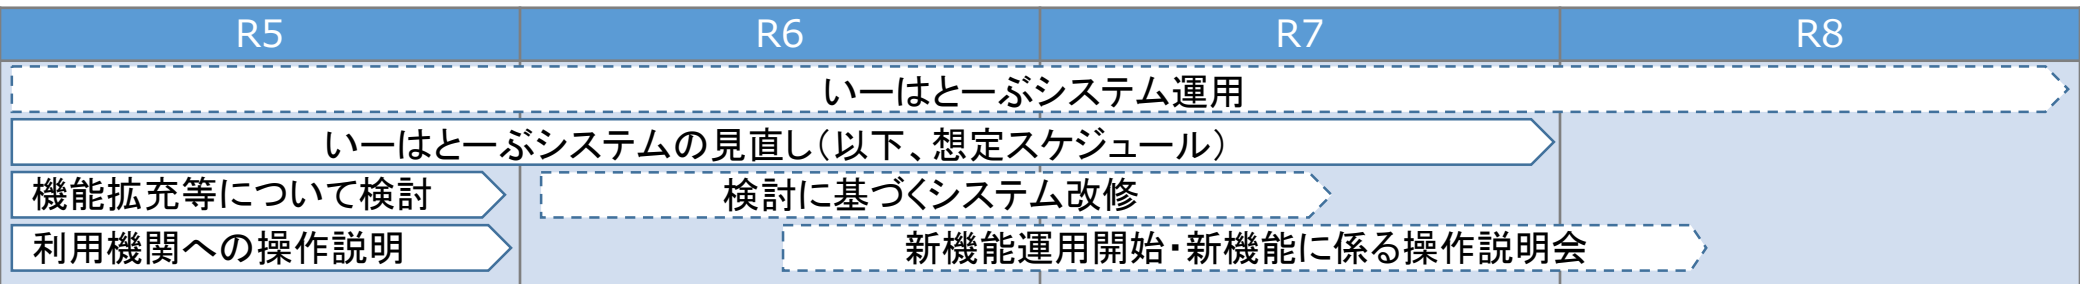 R5 R6 R7 R8
いーはとーぶシステム運用
いーはとーぶシステムの見直し(以下、想定スケジュール)
機能拡充等について検討 検討に基づくシステム改修
利用機関への操作説明 新機能運用開始・新機能に係る操作説明会